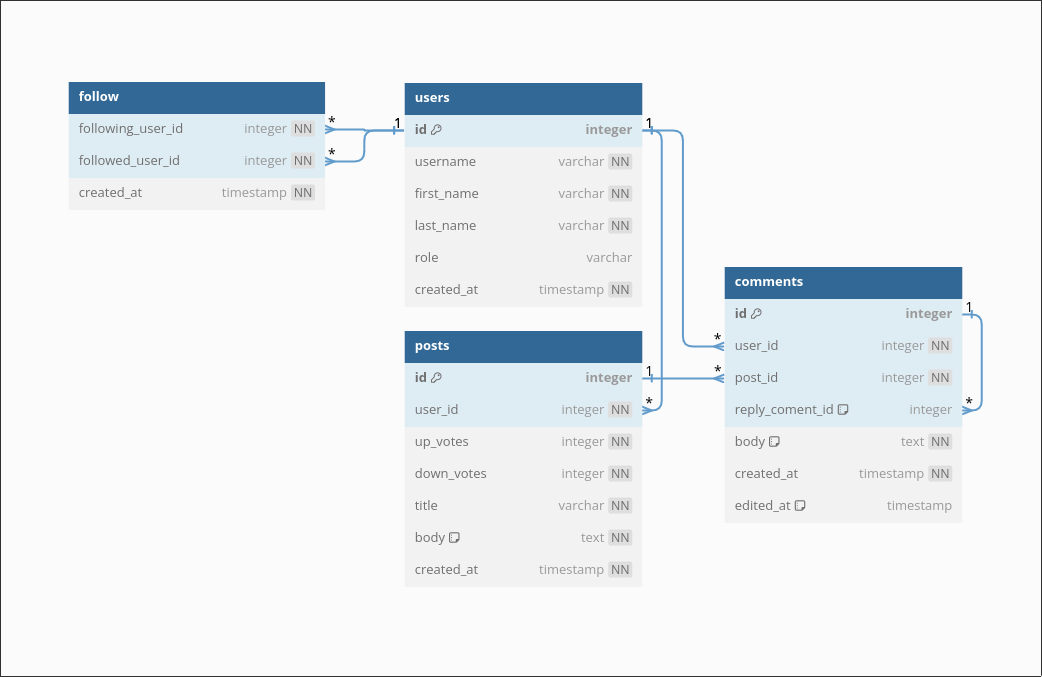 follow
following_user_id integer NN *
followed_user_id integer NN *
created_at timestamp NN
users
1 id integer 1
username varchar NN
first_name varchar NN
last_name varchar NN
role varchar
created_at timestamp NN
posts
id integer 1
user_id integer NN *
up_votes integer NN
down_votes integer NN
title varchar NN
body text NN
created_at timestamp NN
comments
id integer 1
* user_id integer NN
* post_id integer NN
reply_coment_id integer *
body text NN
created_at timestamp NN
edited_at timestamp